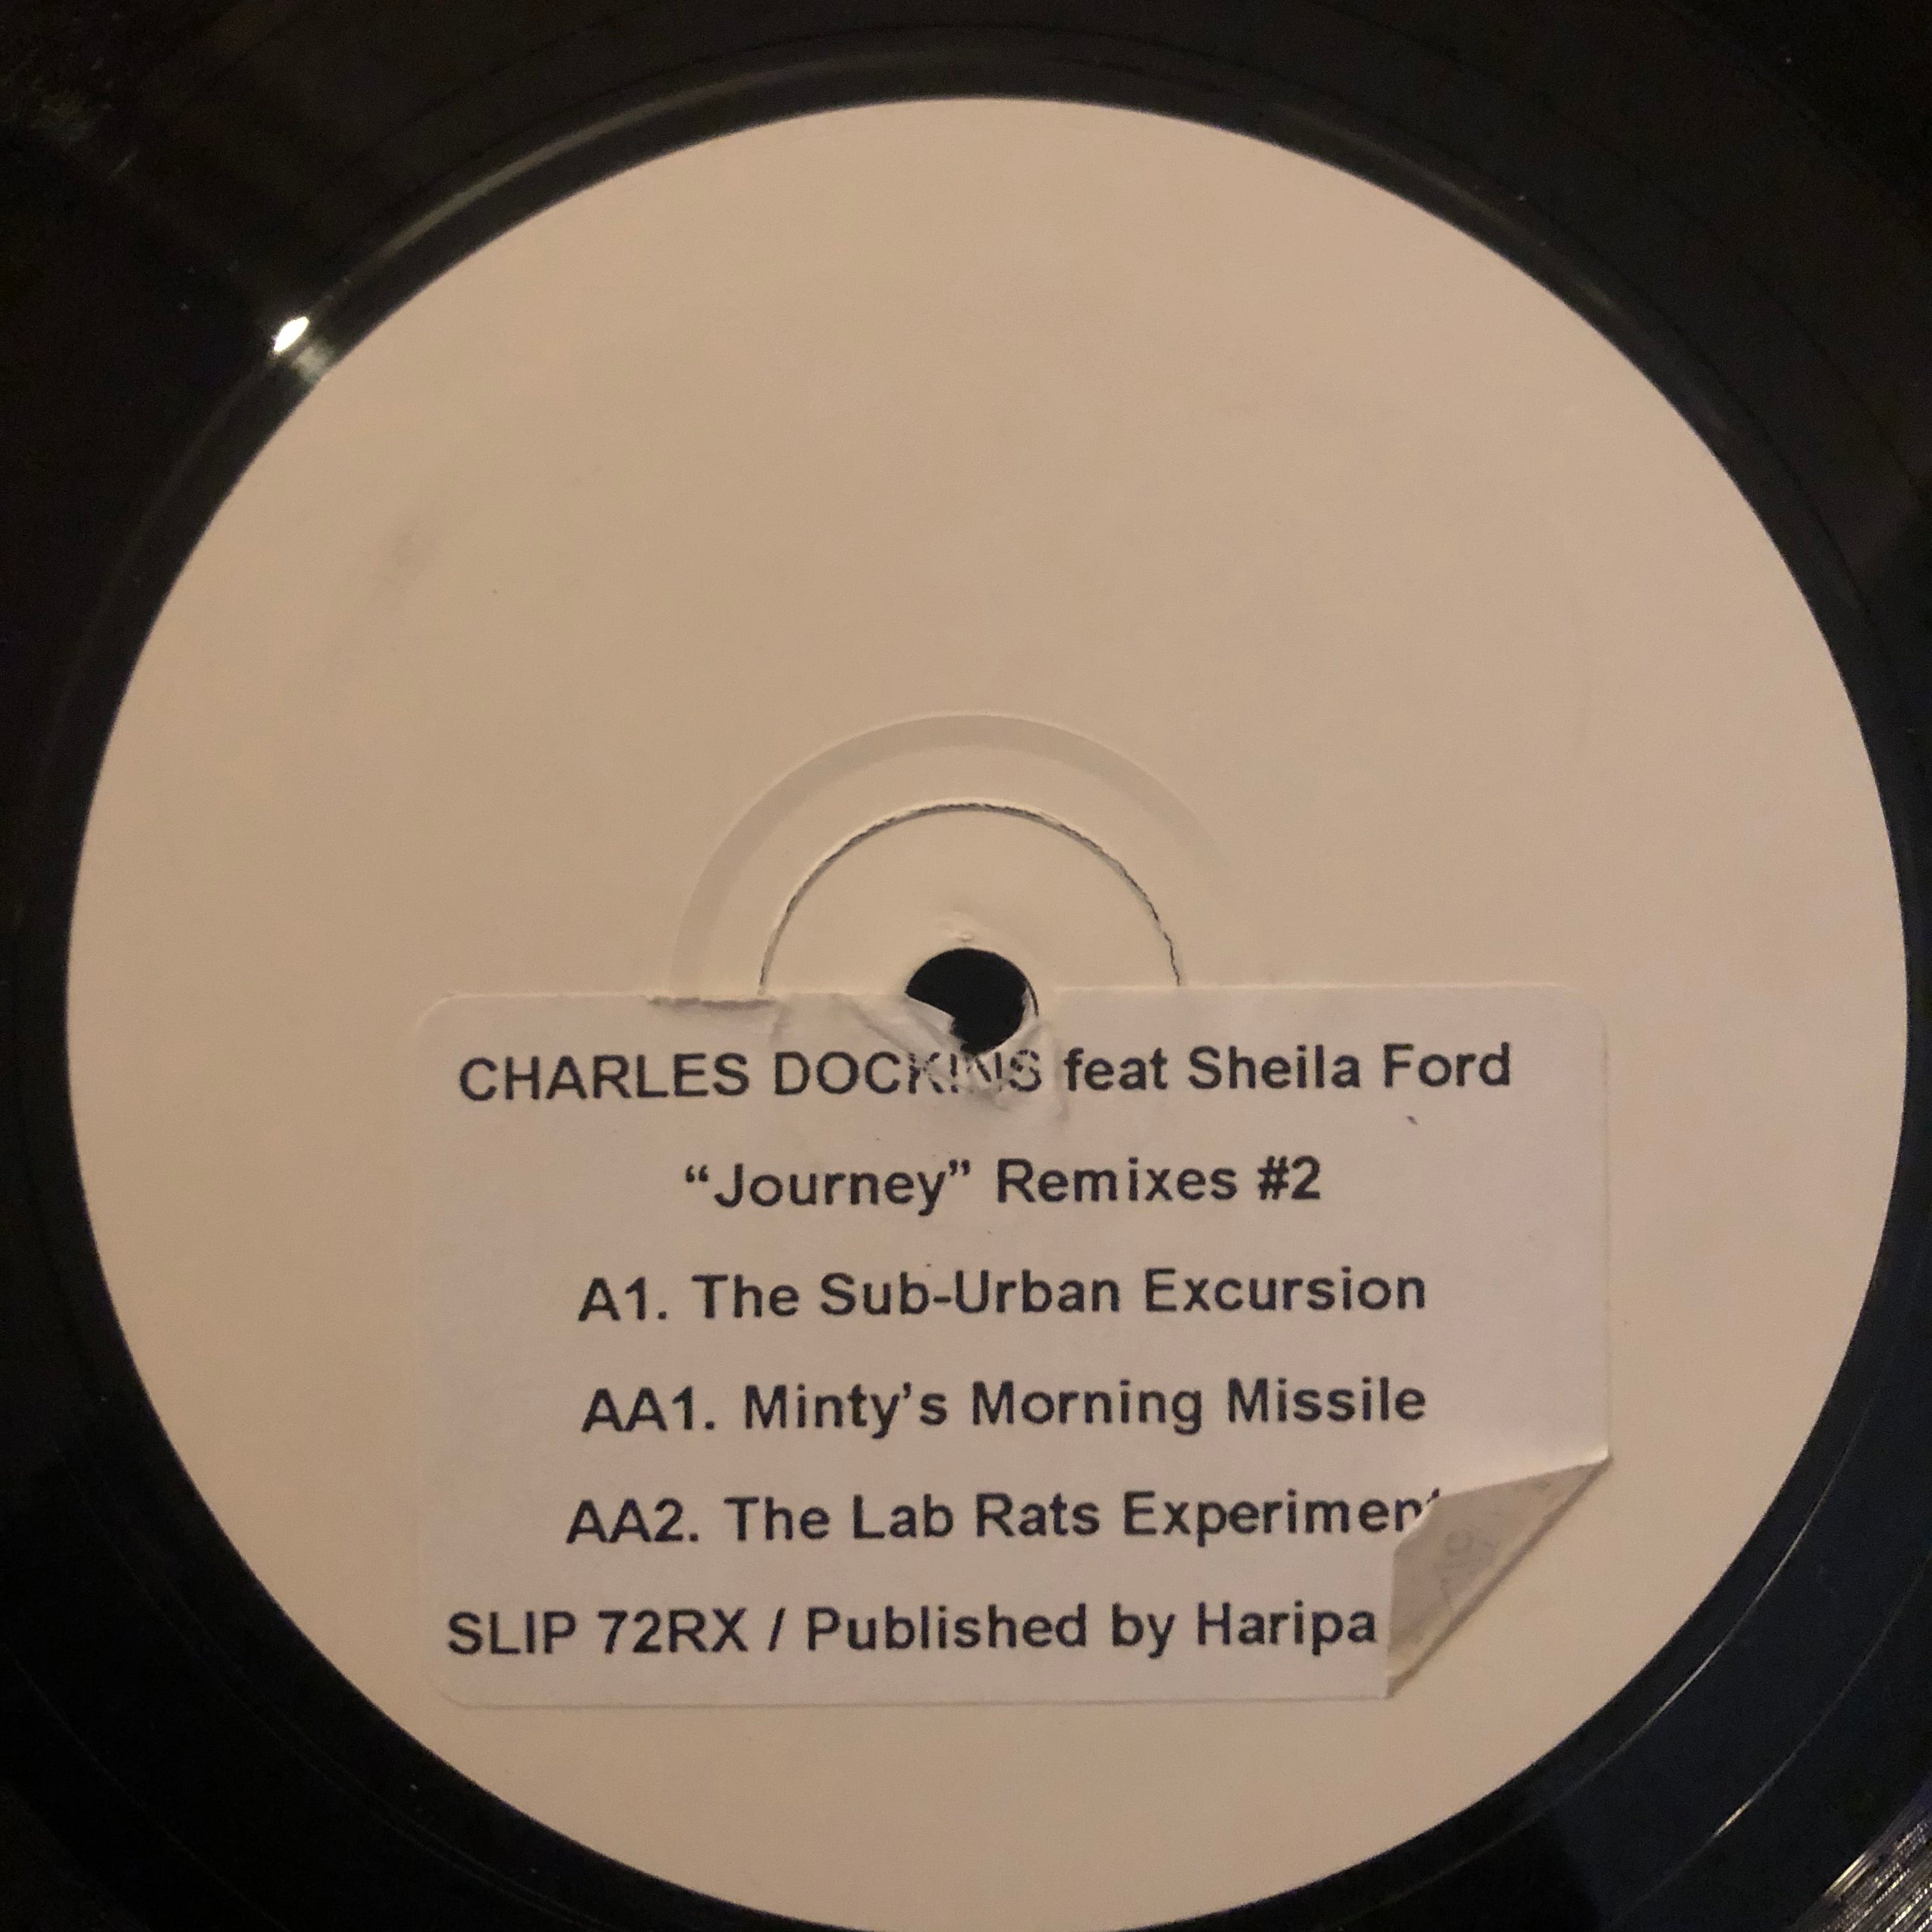 CHARLES DOCKINS feat Sheila Ford
“Journey” Remixes #2
A1. The Sub-Urban Excursion
AA1. Minty’s Morning Missile
AA2. The Lab Rats Experiment
SLIP 72RX / Published by Haripa